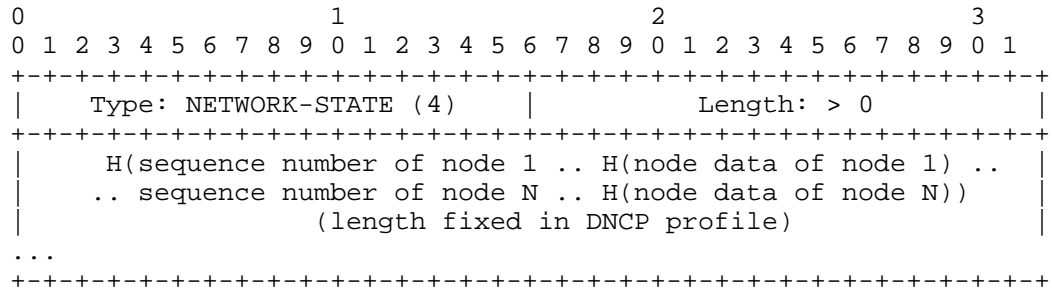 0                   1                   2                   3
0 1 2 3 4 5 6 7 8 9 0 1 2 3 4 5 6 7 8 9 0 1 2 3 4 5 6 7 8 9 0 1
+-+-+-+-+-+-+-+-+-+-+-+-+-+-+-+-+-+-+-+-+-+-+-+-+-+-+-+-+-+-+-+-+
|    Type: NETWORK-STATE (4)    |          Length: > 0          |
+-+-+-+-+-+-+-+-+-+-+-+-+-+-+-+-+-+-+-+-+-+-+-+-+-+-+-+-+-+-+-+-+
|     H(sequence number of node 1 .. H(node data of node 1) ..  |
|    .. sequence number of node N .. H(node data of node N))    |
|                  (length fixed in DNCP profile)               |
...
+-+-+-+-+-+-+-+-+-+-+-+-+-+-+-+-+-+-+-+-+-+-+-+-+-+-+-+-+-+-+-+-+